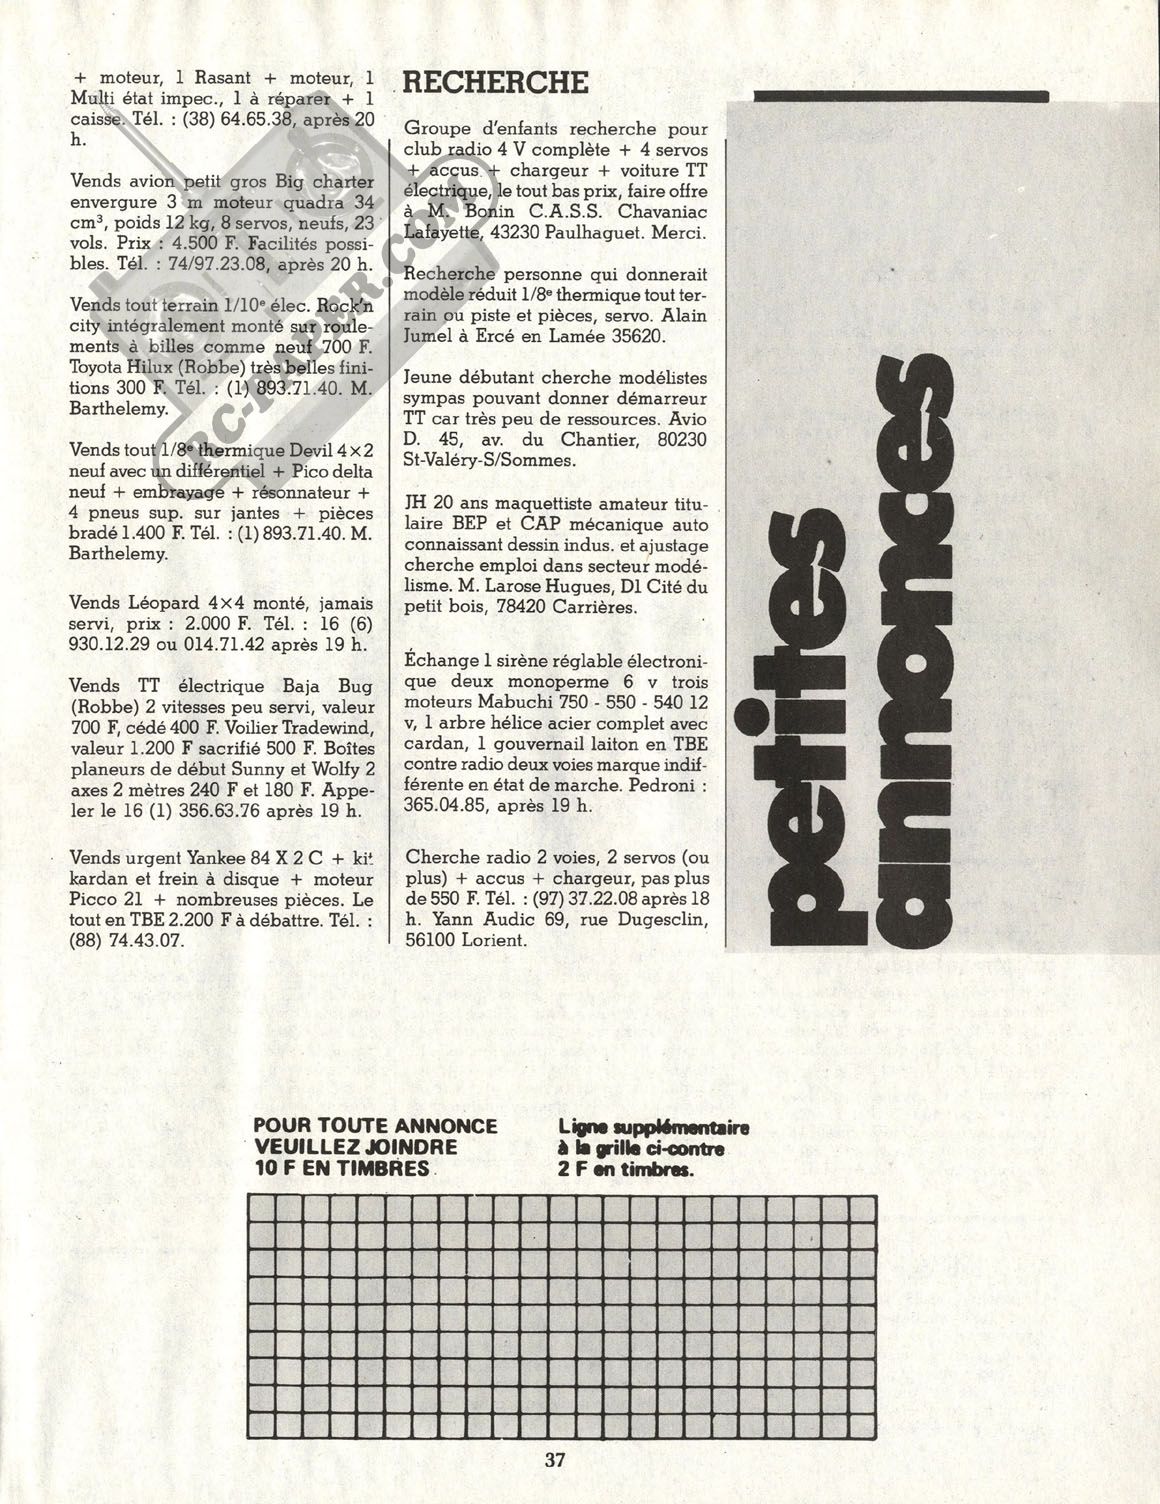 + moteur, 1 Rasant + moteur, 1
Multi état impec., 1 à réparer + 1
caisse. Tél. : (38) 64.65.38, après 20
h.
Vends avion petit gros Big charter
envergure 3 m moteur quadra 34
cm³, poids 12 kg, 8 servos, neufs, 23
vols. Prix : 4.500 F. Facilités possi-
bles. Tél. : 74/97.23.08, après 20 h.
Vends tout terrain 1/10ᵉ élec. Rock'n
city intégralement monté sur roule-
ments à billes comme neuf 700 F.
Toyota Hilux (Robbe) très belles fini-
tions 300 F. Tél. : (1) 893.71.40. M.
Barthelemy.
Vends tout 1/8ᵉ thermique Devil 4×2
neuf avec un différentiel + Pico delta
neuf + embrayage + résonnateur +
4 pneus sup. sur jantes + pièces
bradé 1.400 F. Tél. : (1) 893.71.40. M.
Barthelemy.
Vends Léopard 4×4 monté, jamais
servi, prix : 2.000 F. Tél. : 16 (6)
930.12.29 ou 014.71.42 après 19 h.
Vends TT électrique Baja Bug
(Robbe) 2 vitesses peu servi, valeur
700 F, cédé 400 F. Voilier Tradewind,
valeur 1.200 F sacrifié 500 F. Boîtes
planeurs de début Sunny et Wolfy 2
axes 2 mètres 240 F et 180 F. Appe-
ler le 16 (1) 356.63.76 après 19 h.
Vends urgent Yankee 84 X 2 C + kit
kardan et frein à disque + moteur
Picco 21 + nombreuses pièces. Le
tout en TBE 2.200 F à débattre. Tél. :
(88) 74.43.07.
RECHERCHE
Groupe d'enfants recherche pour
club radio 4 V complète + 4 servos
+ accus + chargeur + voiture TT
électrique, le tout bas prix, faire offre
à M. Bonin C.A.S.S. Chavaniac
Lafayette, 43230 Paulhaguet. Merci.
Recherche personne qui donnerait
modèle réduit 1/8ᵉ thermique tout ter-
rain ou piste et pièces, servo. Alain
Jumel à Ercé en Lamée 35620.
Jeune débutant cherche modélistes
sympas pouvant donner démarreur
TT car très peu de ressources. Avio
D. 45, av. du Chantier, 80230
St-Valéry-S/Sommes.
JH 20 ans maquettiste amateur titu-
laire BEP et CAP mécanique auto
connaissant dessin indus. et ajustage
cherche emploi dans secteur modé-
lisme. M. Larose Hugues, D1 Cité du
petit bois, 78420 Carrières.
Échange 1 sirène réglable électroni-
que deux monoperme 6 v trois
moteurs Mabuchi 750 - 550 - 540 12
v, 1 arbre hélice acier complet avec
cardan, 1 gouvernail laiton en TBE
contre radio deux voies marque indif-
férente en état de marche. Pedroni :
365.04.85, après 19 h.
Cherche radio 2 voies, 2 servos (ou
plus) + accus + chargeur, pas plus
de 550 F. Tél. : (97) 37.22.08 après 18
h. Yann Audic 69, rue Dugesclin,
56100 Lorient.
petites
annonces
RC-PAPER.COM
POUR TOUTE ANNONCE
VEUILLEZ JOINDRE
10 F EN TIMBRES
Ligne supplémentaire
à la grille ci-contre
2 F en timbres.
37